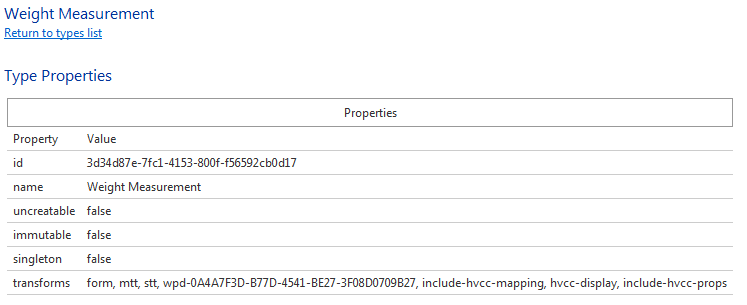 Weight Measurement
Return to types list
Type Properties
Properties
Property Value
id 3d34d87e-7fc1-4153-800f-f56592cb0d17
name Weight Measurement
uncreatable false
immutable false
singleton false
transforms form, mtt, stt, wpd-0A4A7F3D-B77D-4541-BE27-3F08D0709B27, include-hvcc-mapping, hvcc-display, include-hvcc-props